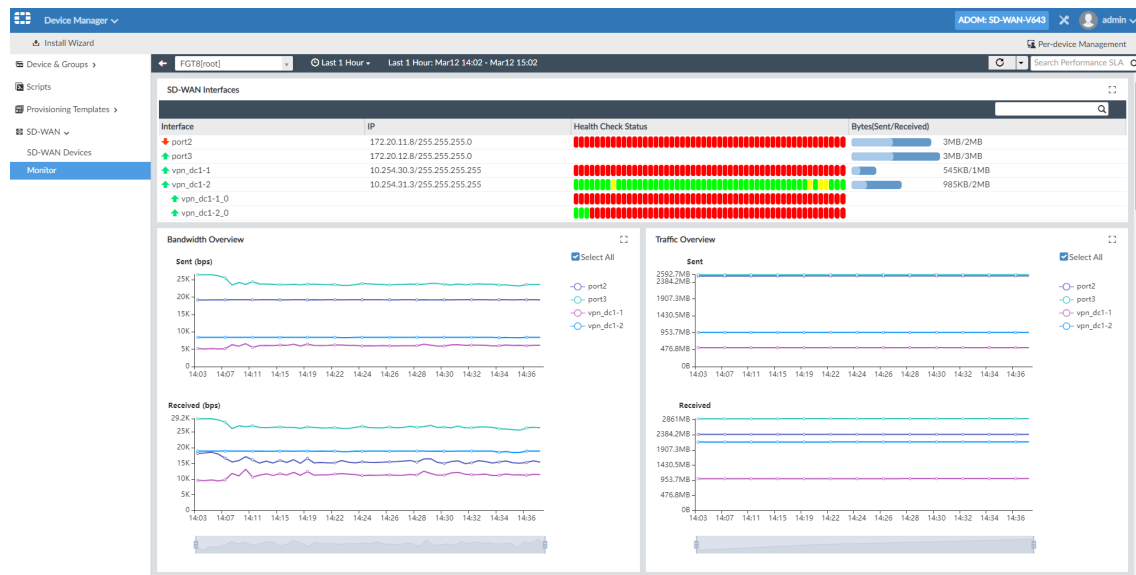 Device Manager
ADOM: SD-WAN-V643
admin
Install Wizard
Per-device Management
Device & Groups
FGT8[root]
Last 1 Hour
Last 1 Hour: Mar12 14:02 - Mar12 15:02
Search Performance SLA
Scripts
Provisioning Templates
SD-WAN
SD-WAN Devices
Monitor
SD-WAN Interfaces
Interface IP Health Check Status Bytes(Sent/Received)
port2 172.20.11.8/255.255.255.0 3MB/2MB
port3 172.20.12.8/255.255.255.0 3MB/3MB
vpn_dc1-1 10.254.30.3/255.255.255.255 545KB/1MB
vpn_dc1-2 10.254.31.3/255.255.255.255 985KB/2MB
vpn_dc1-1_0
vpn_dc1-2_0
Bandwidth Overview
Select All
Sent (bps)
25K
20K
15K
10K
5K
0
14:03 14:07 14:11 14:15 14:19 14:22 14:24 14:26 14:28 14:30 14:32 14:34 14:36
port2
port3
vpn_dc1-1
vpn_dc1-2
Received (bps)
29.2K
25K
20K
15K
10K
5K
0
14:03 14:07 14:11 14:15 14:19 14:22 14:24 14:26 14:28 14:30 14:32 14:34 14:36
Traffic Overview
Select All
Sent
2592.7MB
2384.2MB
1907.3MB
1430.5MB
953.7MB
476.8MB
0B
14:03 14:07 14:11 14:15 14:19 14:22 14:24 14:26 14:28 14:30 14:32 14:34 14:36
port2
port3
vpn_dc1-1
vpn_dc1-2
Received
2861MB
2384.2MB
1907.3MB
1430.5MB
953.7MB
476.8MB
0B
14:03 14:07 14:11 14:15 14:19 14:22 14:24 14:26 14:28 14:30 14:32 14:34 14:36